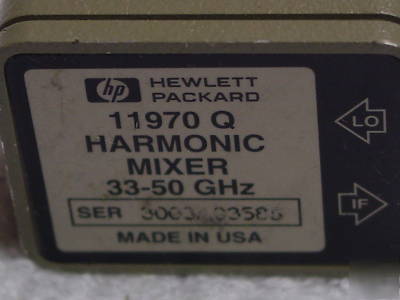 hp HEWLETT
PACKARD
11970 Q
HARMONIC
MIXER
33-50 GHz
SER
MADE IN USA
LO
IF